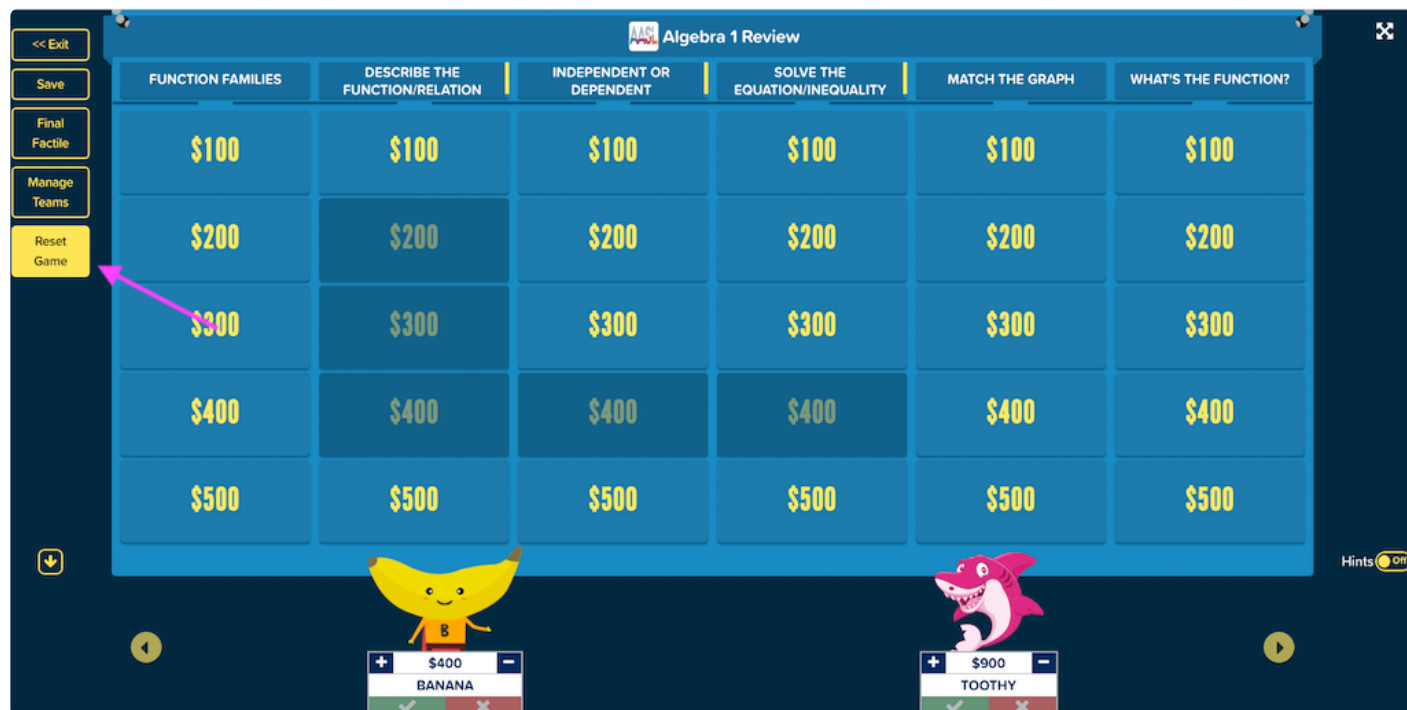 << Exit
Save
Final
Factile
Manage
Teams
Reset
Game
AASL Algebra 1 Review
FUNCTION FAMILIES
DESCRIBE THE
FUNCTION/RELATION
INDEPENDENT OR
DEPENDENT
SOLVE THE
EQUATION/INEQUALITY
MATCH THE GRAPH
WHAT'S THE FUNCTION?
$100 $100 $100 $100 $100 $100
$200 $200 $200 $200 $200 $200
$300 $300 $300 $300 $300 $300
$400 $400 $400 $400 $400 $400
$500 $500 $500 $500 $500 $500
Hints Off
B
+ $400 −
BANANA
+ $900 −
TOOTHY